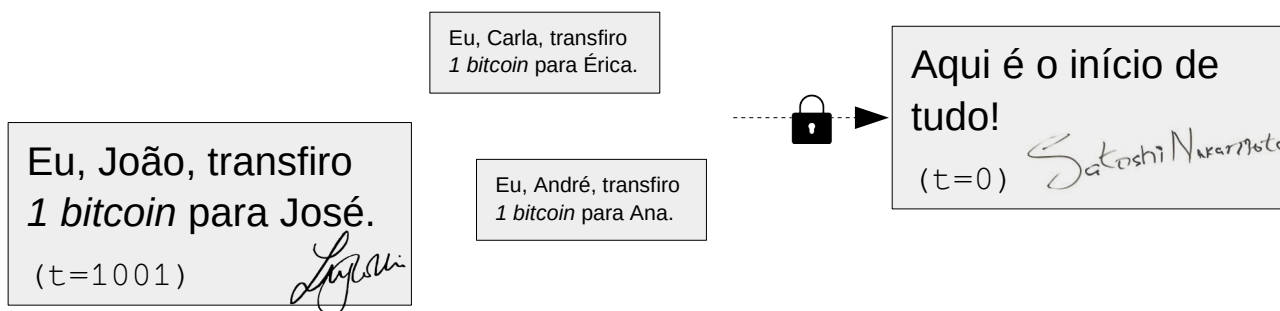 Eu, Carla, transfiro
1 bitcoin para Érica.
Aqui é o início de
tudo!
(t=0) Satoshi Nakamoto
Eu, João, transfiro
1 bitcoin para José.
(t=1001)
Eu, André, transfiro
1 bitcoin para Ana.